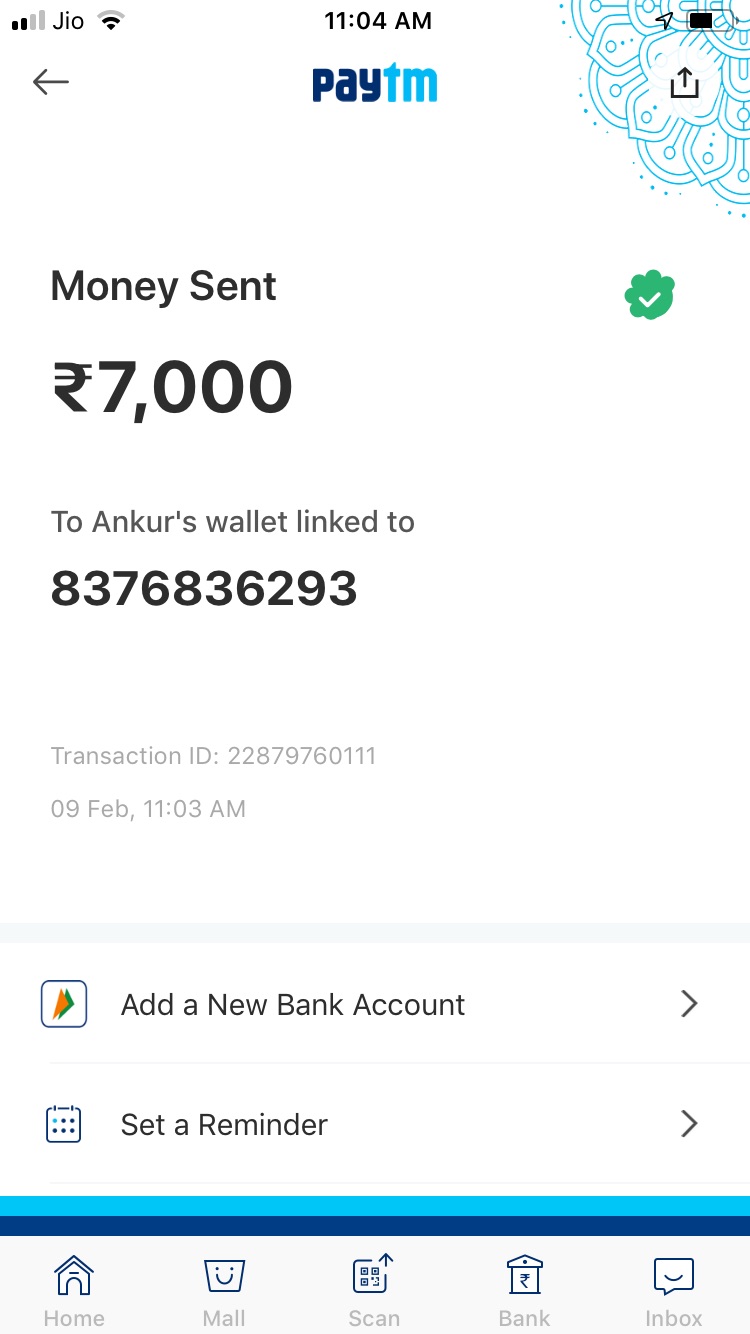 Jio 11:04 AM
paytm
Money Sent
₹7,000
To Ankur's wallet linked to
8376836293
Transaction ID: 22879760111
09 Feb, 11:03 AM
Add a New Bank Account
Set a Reminder
Home Mall Scan Bank Inbox